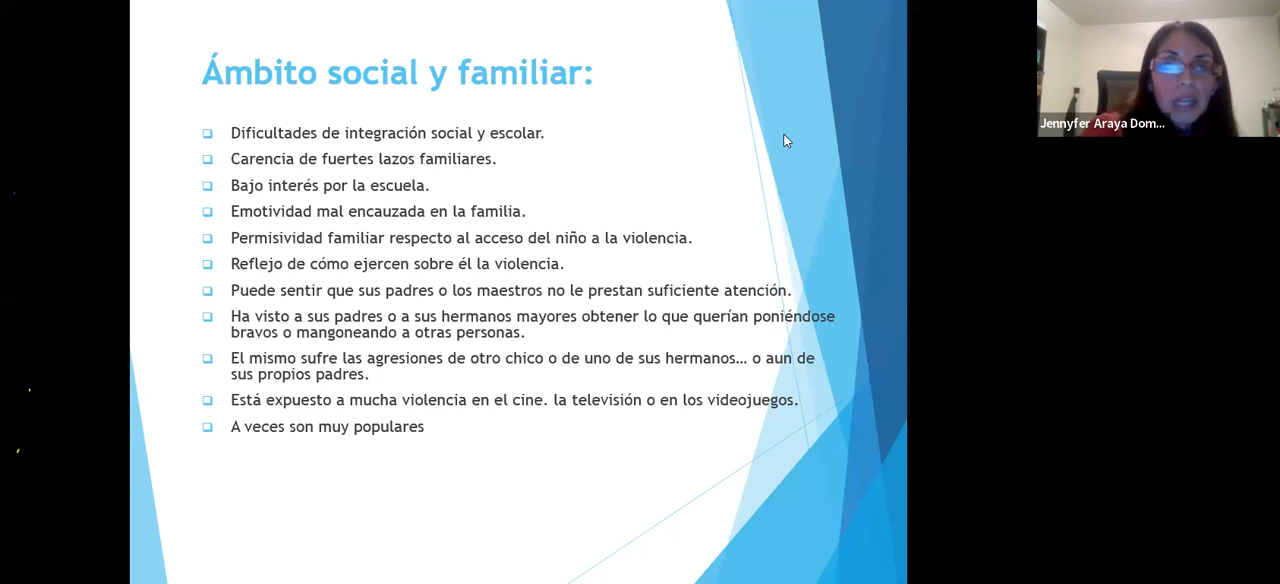 Ámbito social y familiar:
Dificultades de integración social y escolar.
Carencia de fuertes lazos familiares.
Bajo interés por la escuela.
Emotividad mal encauzada en la familia.
Permisividad familiar respecto al acceso del niño a la violencia.
Reflejo de cómo ejercen sobre él la violencia.
Puede sentir que sus padres o los maestros no le prestan suficiente atención.
Ha visto a sus padres o a sus hermanos mayores obtener lo que querían poniéndose
bravos o mangoneando a otras personas.
El mismo sufre las agresiones de otro chico o de uno de sus hermanos... o aun de
sus propios padres.
Está expuesto a mucha violencia en el cine. la televisión o en los videojuegos.
A veces son muy populares
Jennyfer Araya Dom...